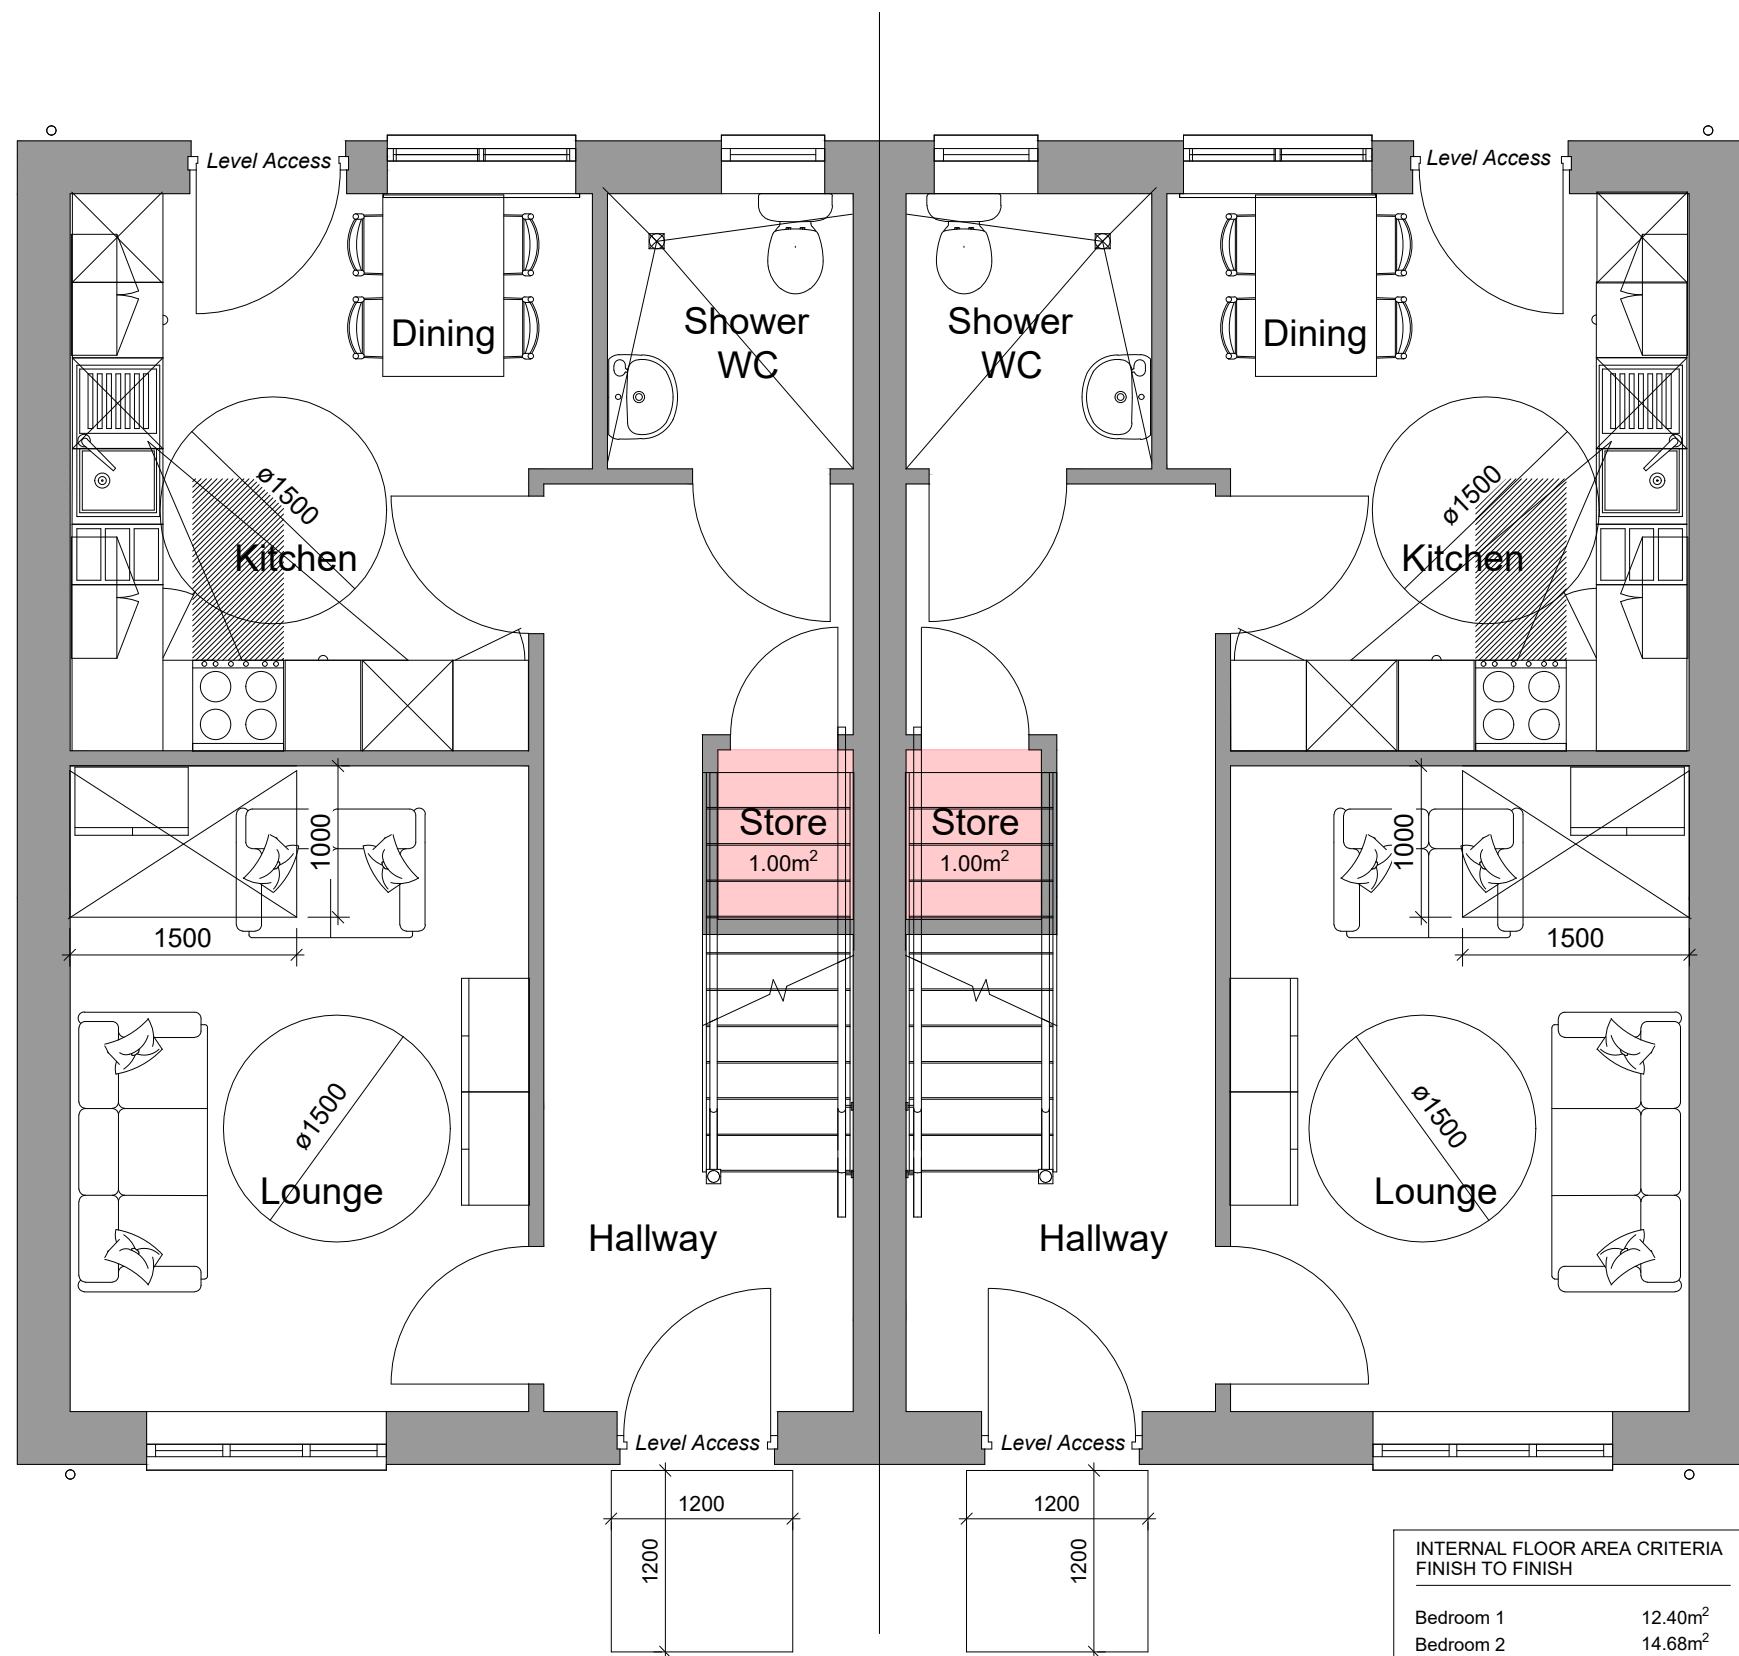 Level Access
Level Access
Dining
Shower
WC
Shower
WC
Dining
ø1500
Kitchen
ø1500
Kitchen
Store
1.00m²
Store
1.00m²
1000
1500
1000
1500
ø1500
Lounge
ø1500
Lounge
Hallway
Hallway
Level Access
Level Access
1200
1200
1200
1200
INTERNAL FLOOR AREA CRITERIA
FINISH TO FINISH
Bedroom 1 12.40m²
Bedroom 2 14.68m²